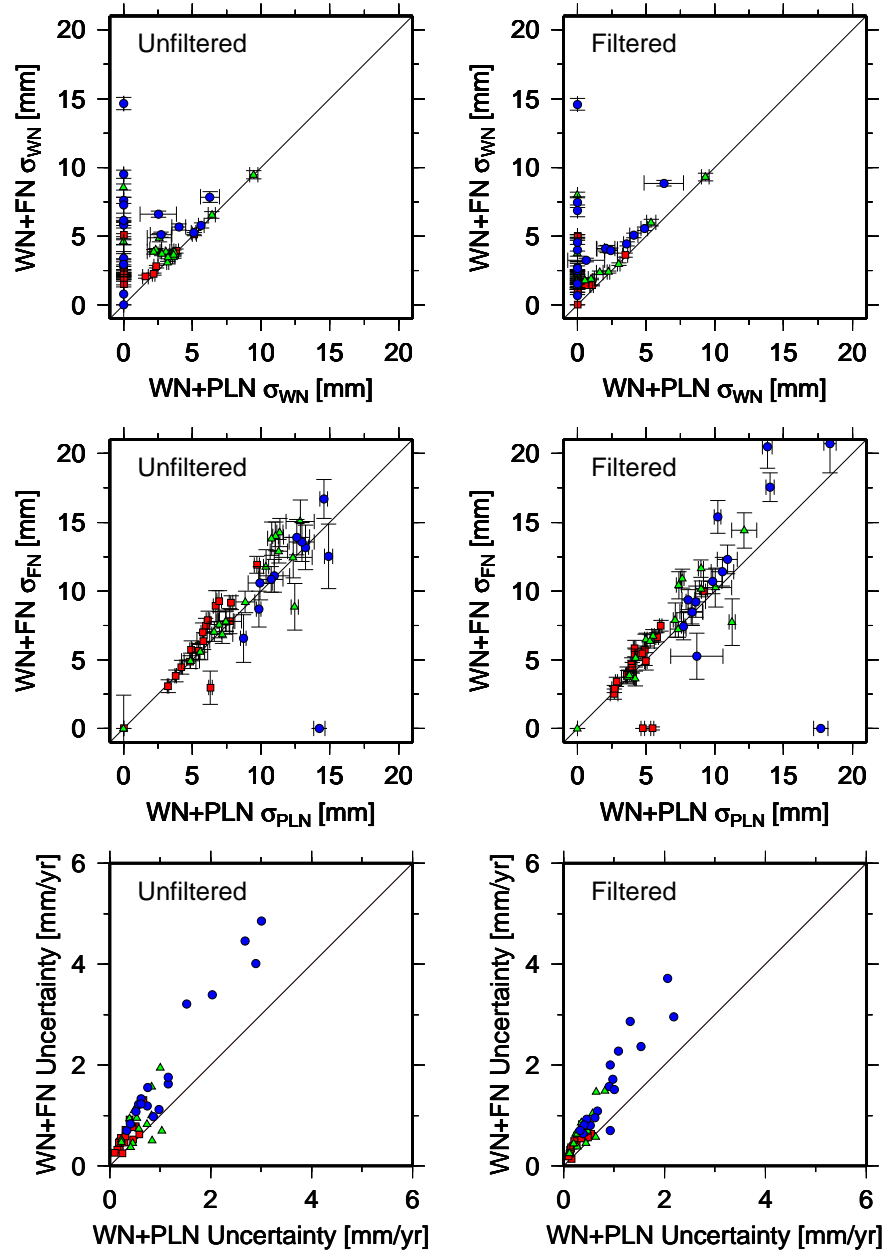 20
15
10
5
0
WN+FN σWN [mm]
Unfiltered
0 5 10 15 20
WN+PLN σWN [mm]
20
15
10
5
0
WN+FN σWN [mm]
Filtered
0 5 10 15 20
WN+PLN σWN [mm]
20
15
10
5
0
WN+FN σFN [mm]
Unfiltered
0 5 10 15 20
WN+PLN σPLN [mm]
20
15
10
5
0
WN+FN σFN [mm]
Filtered
0 5 10 15 20
WN+PLN σPLN [mm]
6
4
2
0
WN+FN Uncertainty [mm/yr]
Unfiltered
0 2 4 6
WN+PLN Uncertainty [mm/yr]
6
4
2
0
WN+FN Uncertainty [mm/yr]
Filtered
0 2 4 6
WN+PLN Uncertainty [mm/yr]